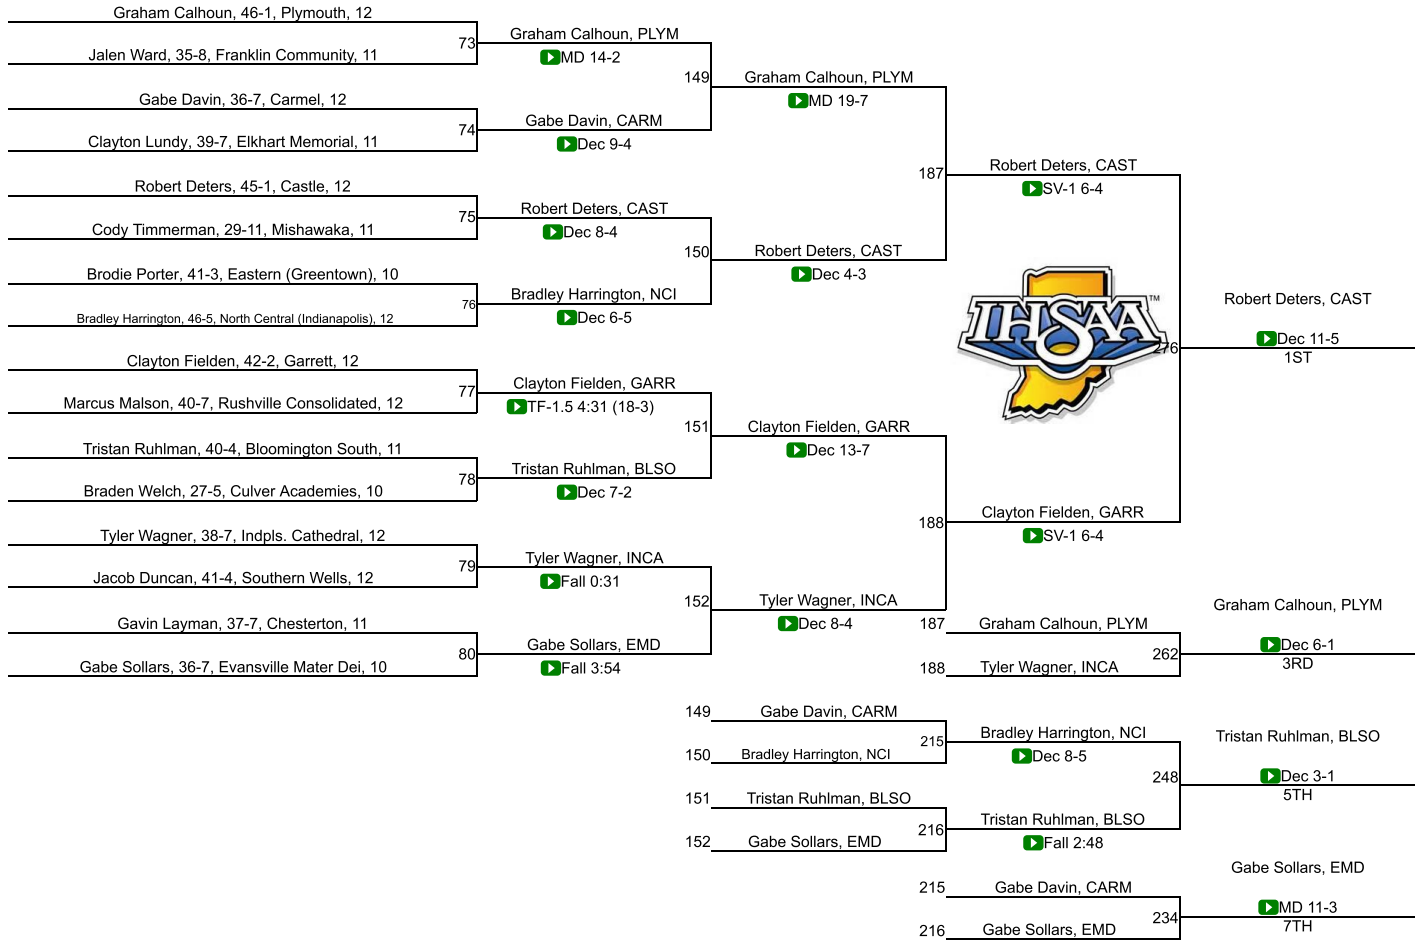 Graham Calhoun, 46-1, Plymouth, 12
73
Jalen Ward, 35-8, Franklin Community, 11
Graham Calhoun, PLYM
MD 14-2
149
Gabe Davin, 36-7, Carmel, 12
74
Clayton Lundy, 39-7, Elkhart Memorial, 11
Gabe Davin, CARM
Dec 9-4
Graham Calhoun, PLYM
MD 19-7
187
Robert Deters, 45-1, Castle, 12
75
Cody Timmerman, 29-11, Mishawaka, 11
Robert Deters, CAST
Dec 8-4
150
Brodie Porter, 41-3, Eastern (Greentown), 10
76
Bradley Harrington, 46-5, North Central (Indianapolis), 12
Bradley Harrington, NCI
Dec 6-5
Robert Deters, CAST
Dec 4-3
Robert Deters, CAST
SV-1 6-4
IHSAA
TM
276
Robert Deters, CAST
Dec 11-5
1ST
Clayton Fielden, 42-2, Garrett, 12
77
Marcus Malson, 40-7, Rushville Consolidated, 12
Clayton Fielden, GARR
TF-1.5 4:31 (18-3)
151
Tristan Ruhlman, 40-4, Bloomington South, 11
78
Braden Welch, 27-5, Culver Academies, 10
Tristan Ruhlman, BLSO
Dec 7-2
Clayton Fielden, GARR
Dec 13-7
188
Clayton Fielden, GARR
SV-1 6-4
Tyler Wagner, 38-7, Indpls. Cathedral, 12
79
Jacob Duncan, 41-4, Southern Wells, 12
Tyler Wagner, INCA
Fall 0:31
152
Gavin Layman, 37-7, Chesterton, 11
80
Gabe Sollars, 36-7, Evansville Mater Dei, 10
Gabe Sollars, EMD
Fall 3:54
Tyler Wagner, INCA
Dec 8-4
187
Graham Calhoun, PLYM
262
188
Tyler Wagner, INCA
Graham Calhoun, PLYM
Dec 6-1
3RD
149
Gabe Davin, CARM
215
150
Bradley Harrington, NCI
Bradley Harrington, NCI
Dec 8-5
248
151
Tristan Ruhlman, BLSO
216
152
Gabe Sollars, EMD
Tristan Ruhlman, BLSO
Fall 2:48
Tristan Ruhlman, BLSO
Dec 3-1
5TH
215
Gabe Davin, CARM
234
216
Gabe Sollars, EMD
Gabe Sollars, EMD
MD 11-3
7TH